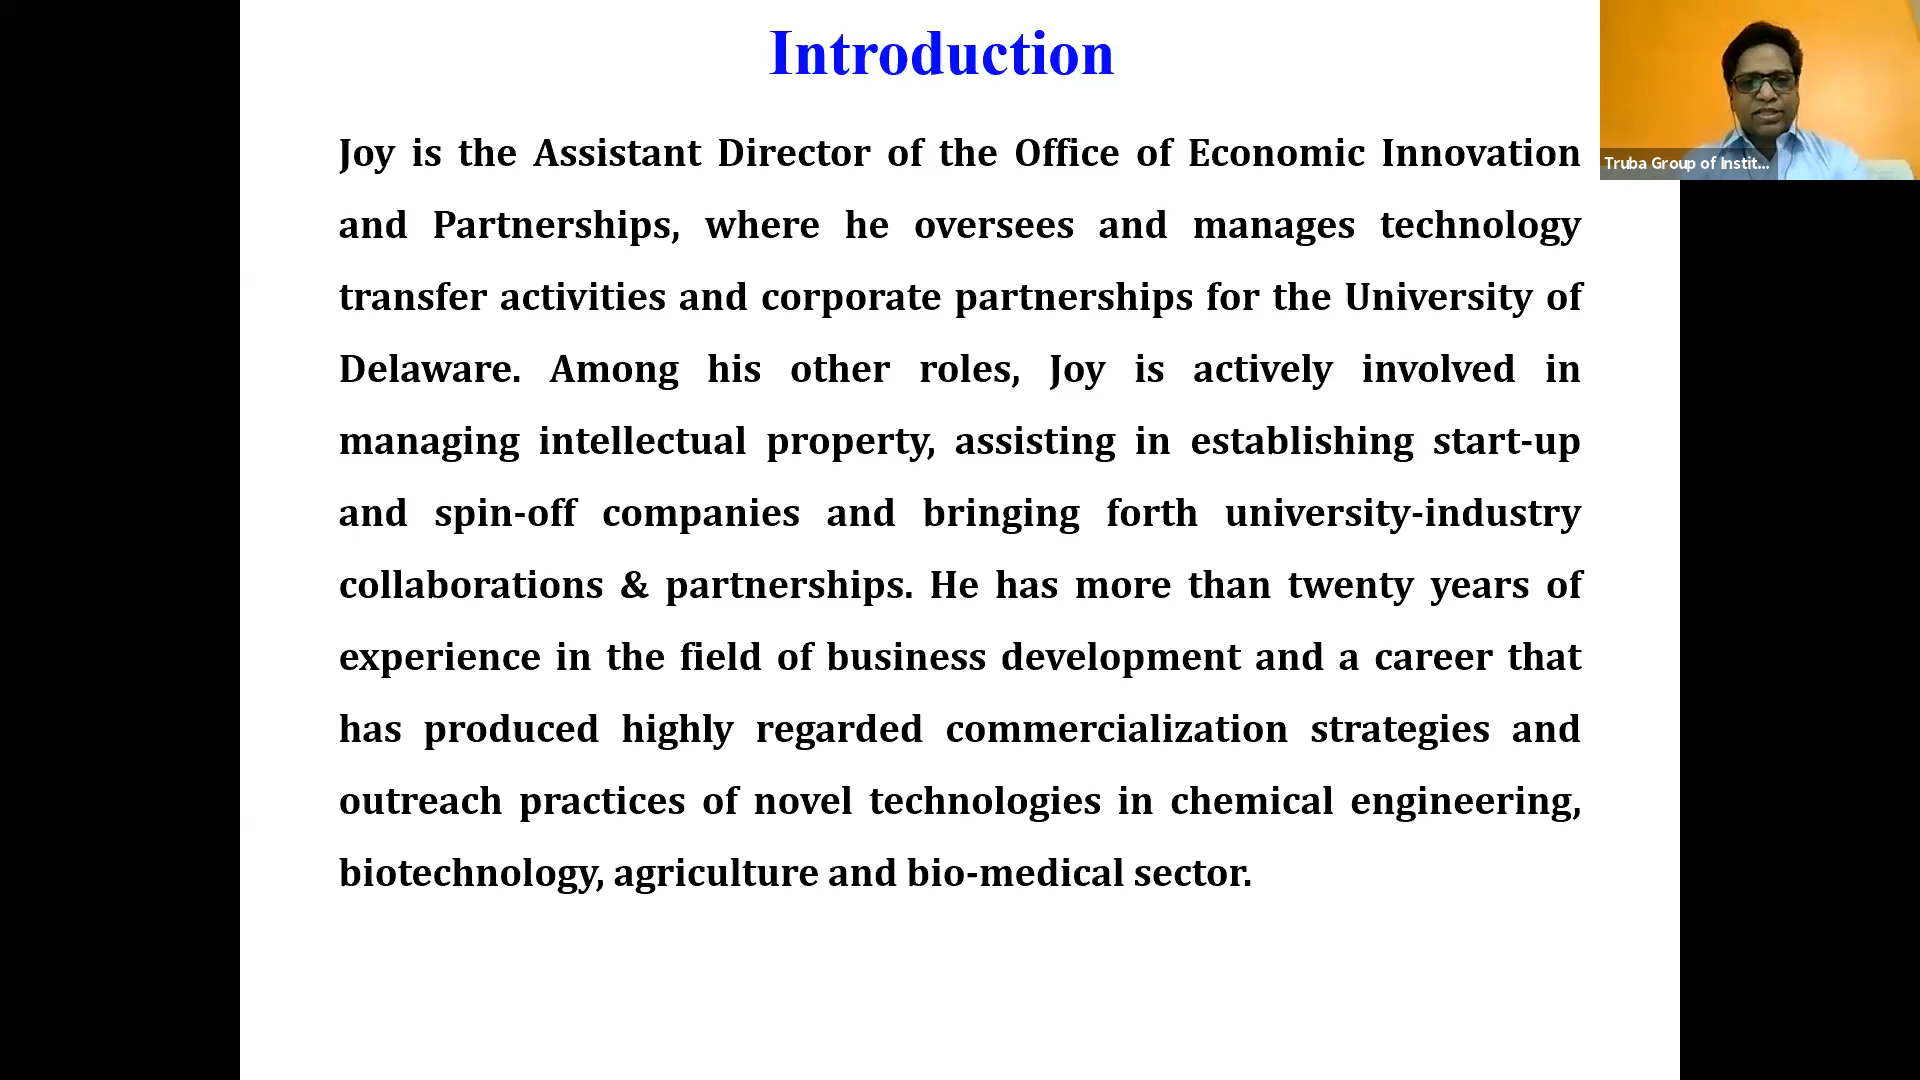 Introduction
Joy is the Assistant Director of the Office of Economic Innovation
and Partnerships, where he oversees and manages technology
transfer activities and corporate partnerships for the University of
Delaware. Among his other roles, Joy is actively involved in
managing intellectual property, assisting in establishing start-up
and spin-off companies and bringing forth university-industry
collaborations & partnerships. He has more than twenty years of
experience in the field of business development and a career that
has produced highly regarded commercialization strategies and
outreach practices of novel technologies in chemical engineering,
biotechnology, agriculture and bio-medical sector.
Truba Group of Instit...